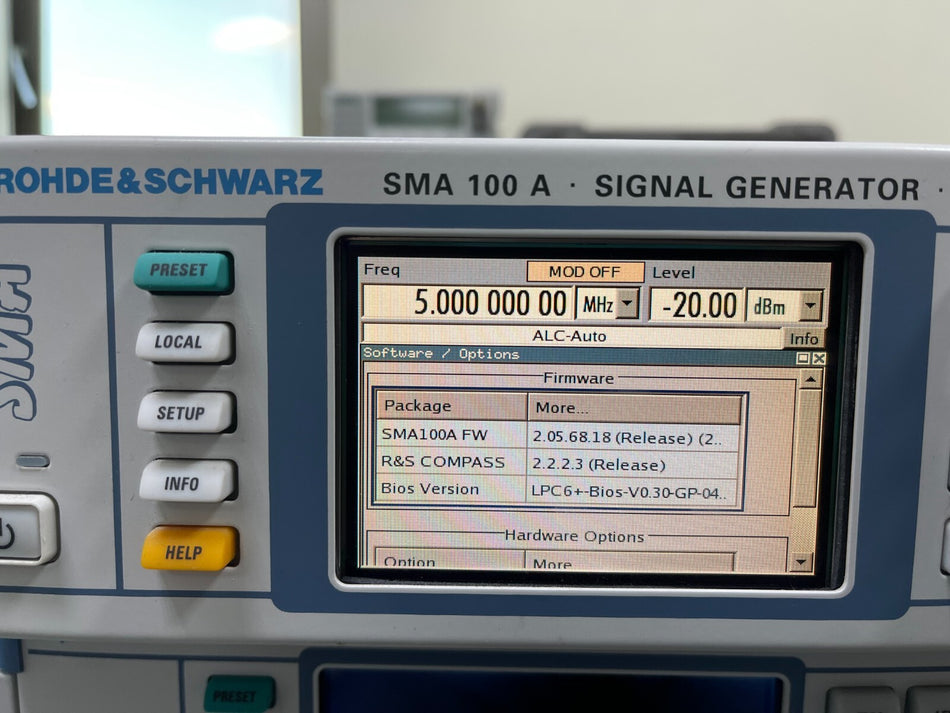 ROHDE&SCHWARZ
SMA 100 A · SIGNAL GENERATOR ·
PRESET
LOCAL
SETUP
INFO
HELP
SMA
Freq
MOD OFF
Level
5.000 000 00
MHz
-20.00
dBm
ALC-Auto
Info
Software / Options
Firmware
Package
More...
SMA100A FW
2.05.68.18 (Release) (2..
R&S COMPASS
2.2.2.3 (Release)
Bios Version
LPC6+-Bios-V0.30-GP-04..
Hardware Options
Option
More
PRESET